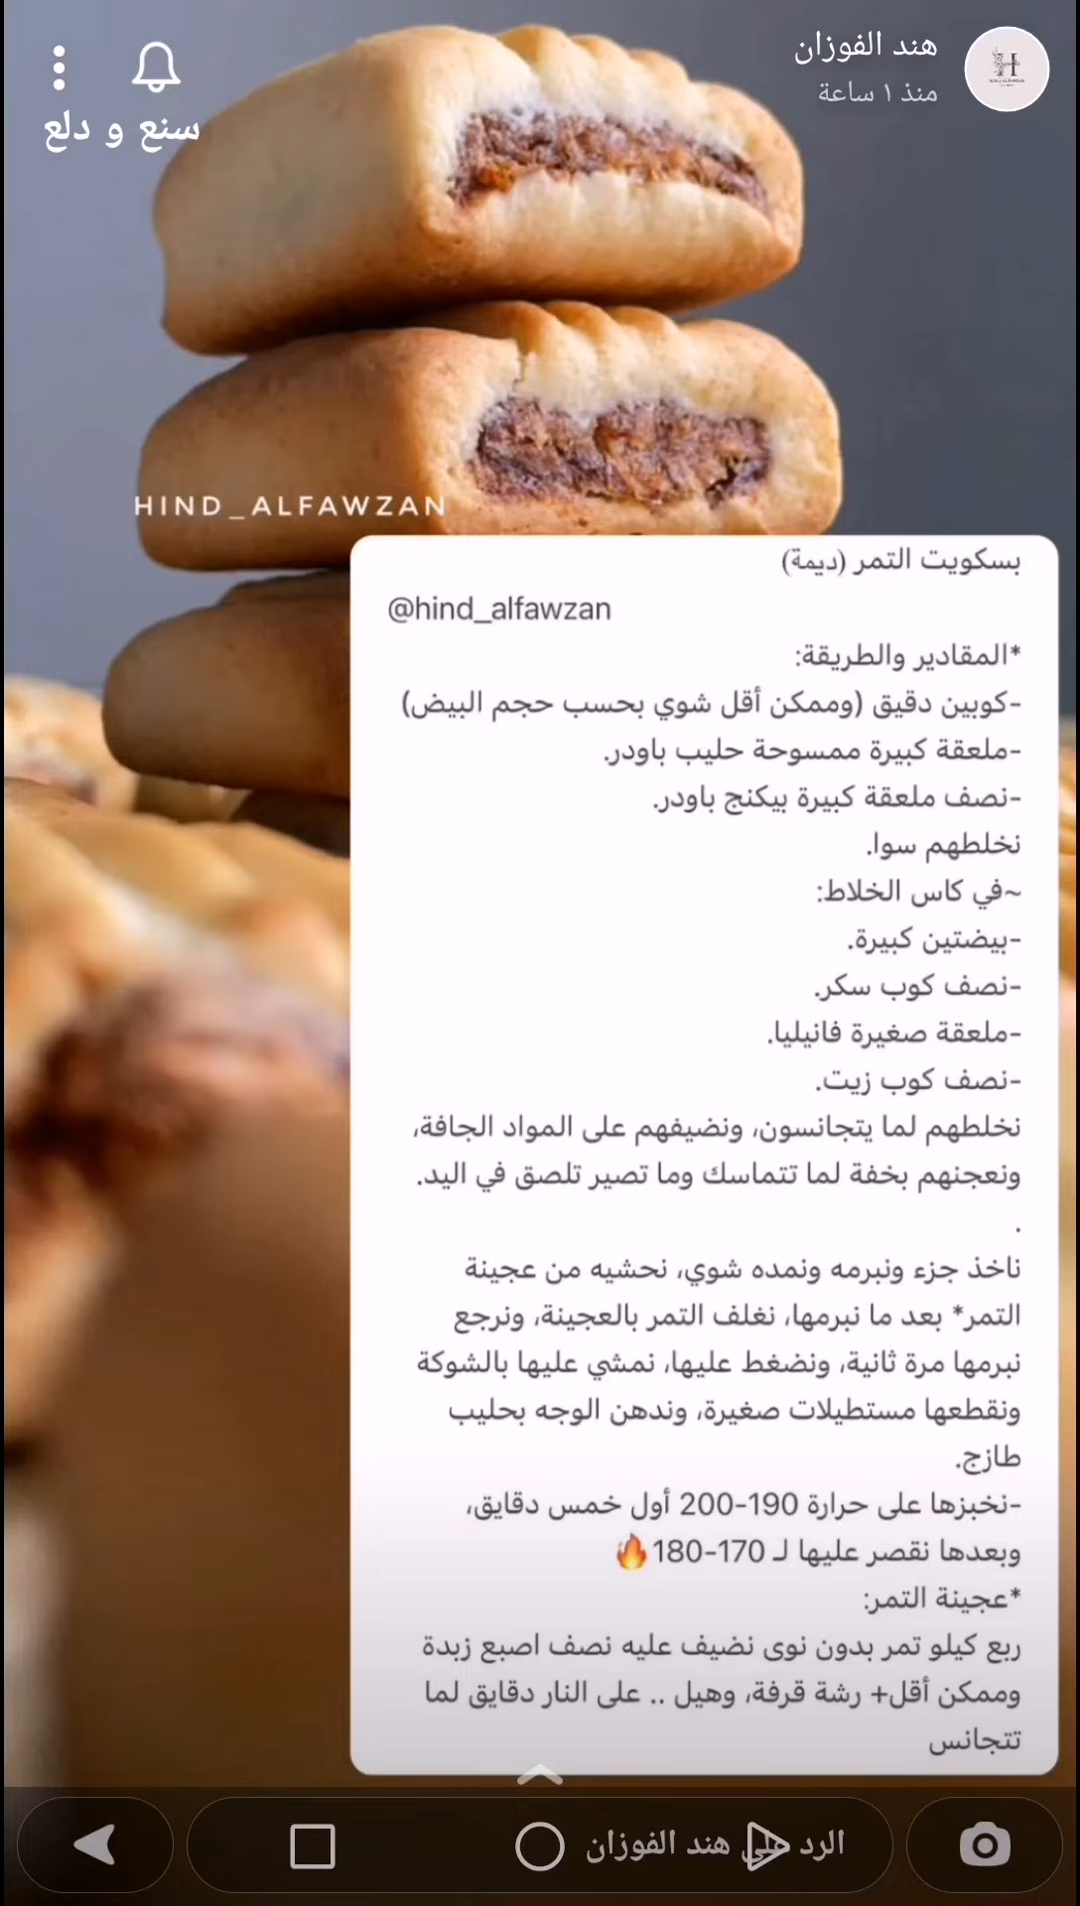 هند الفوزان
منذ ١ ساعة
سنع و دلع
HIND_ALFAWZAN
بسكويت التمر (ديمة)
@hind_alfawzan
*المقادير والطريقة:
-كوبين دقيق (وممكن أقل شوي بحسب حجم البيض)
-ملعقة كبيرة ممسوحة حليب باودر.
-نصف ملعقة كبيرة بيكنج باودر.
نخلطهم سوا.
~في كاس الخلاط:
-بيضتين كبيرة.
-نصف كوب سكر.
-ملعقة صغيرة فانيليا.
-نصف كوب زيت.
نخلطهم لما يتجانسون، ونضيفهم على المواد الجافة،
ونعجنهم بخفة لما تتماسك وما تصير تلصق في اليد.
.
ناخذ جزء ونبرمه ونمده شوي، نحشيه من عجينة
التمر* بعد ما نبرمها، نغلف التمر بالعجينة، ونرجع
نبرمها مرة ثانية، ونضغط عليها، نمشي عليها بالشوكة
ونقطعها مستطيلات صغيرة، وندهن الوجه بحليب
طازج.
-نخبزها على حرارة 190-200 أول خمس دقايق،
وبعدها نقصر عليها لـ 170-180🔥
*عجينة التمر:
ربع كيلو تمر بدون نوى نضيف عليه نصف اصبع زبدة
وممكن أقل+ رشة قرفة، وهيل .. على النار دقايق لما
تتجانس
الرد على هند الفوزان